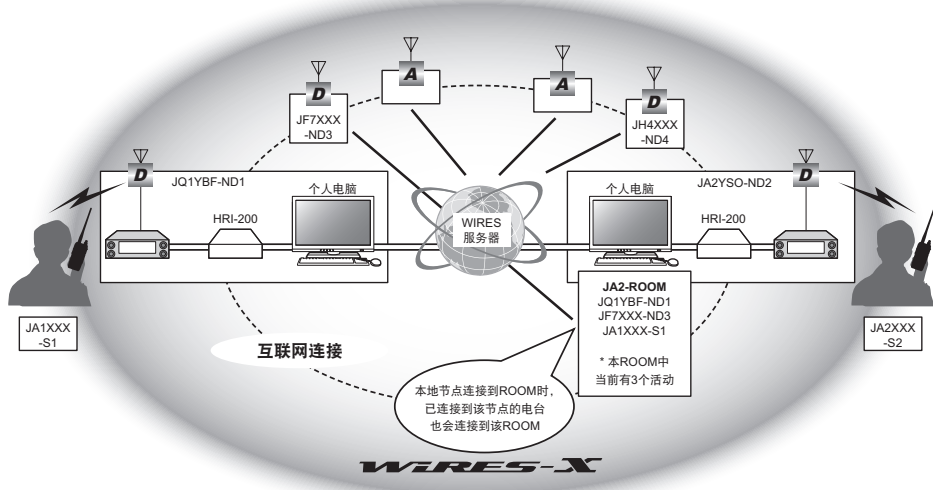 A
A
D
JF7XXX
-ND3
D
JH4XXX
-ND4
D
JQ1YBF-ND1
HRI-200
个人电脑
WIRES
服务器
个人电脑
JA2YSO-ND2
HRI-200
D
JA1XXX
-S1
JA2XXX
-S2
JA2-ROOM
JQ1YBF-ND1
JF7XXX-ND3
JA1XXX-S1
* 本ROOM中
当前有3个活动
互联网连接
本地节点连接到ROOM时，
已连接到该节点的电台
也会连接到该ROOM
WiRES-X